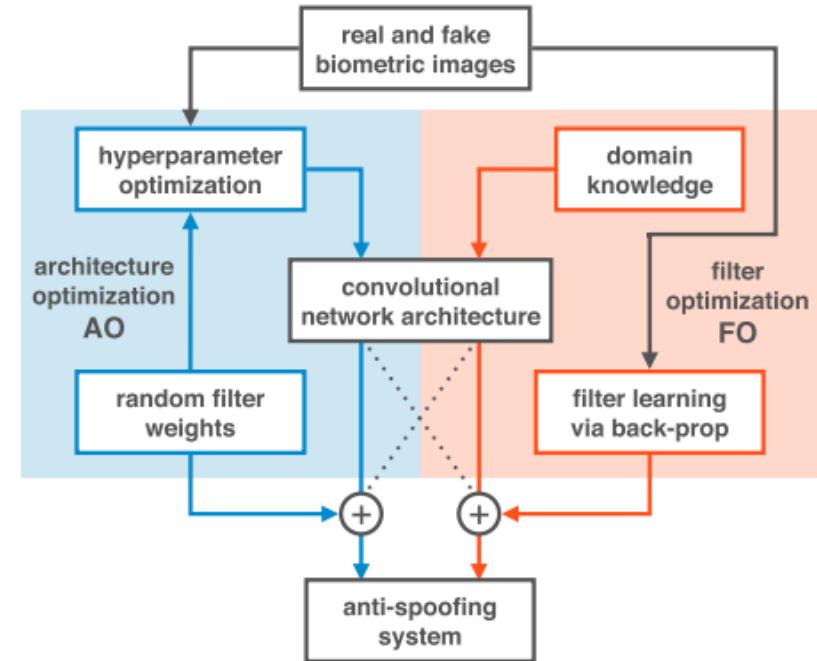 real and fake
biometric images
hyperparameter
optimization
domain
knowledge
architecture
optimization
AO
convolutional
network architecture
filter
optimization
FO
random filter
weights
filter learning
via back-prop
+
+
anti-spoofing
system